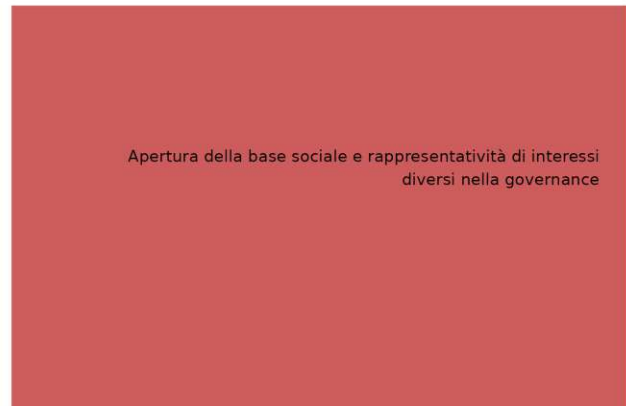 Apertura della base sociale e rappresentatività di interessi
diversi nella governance